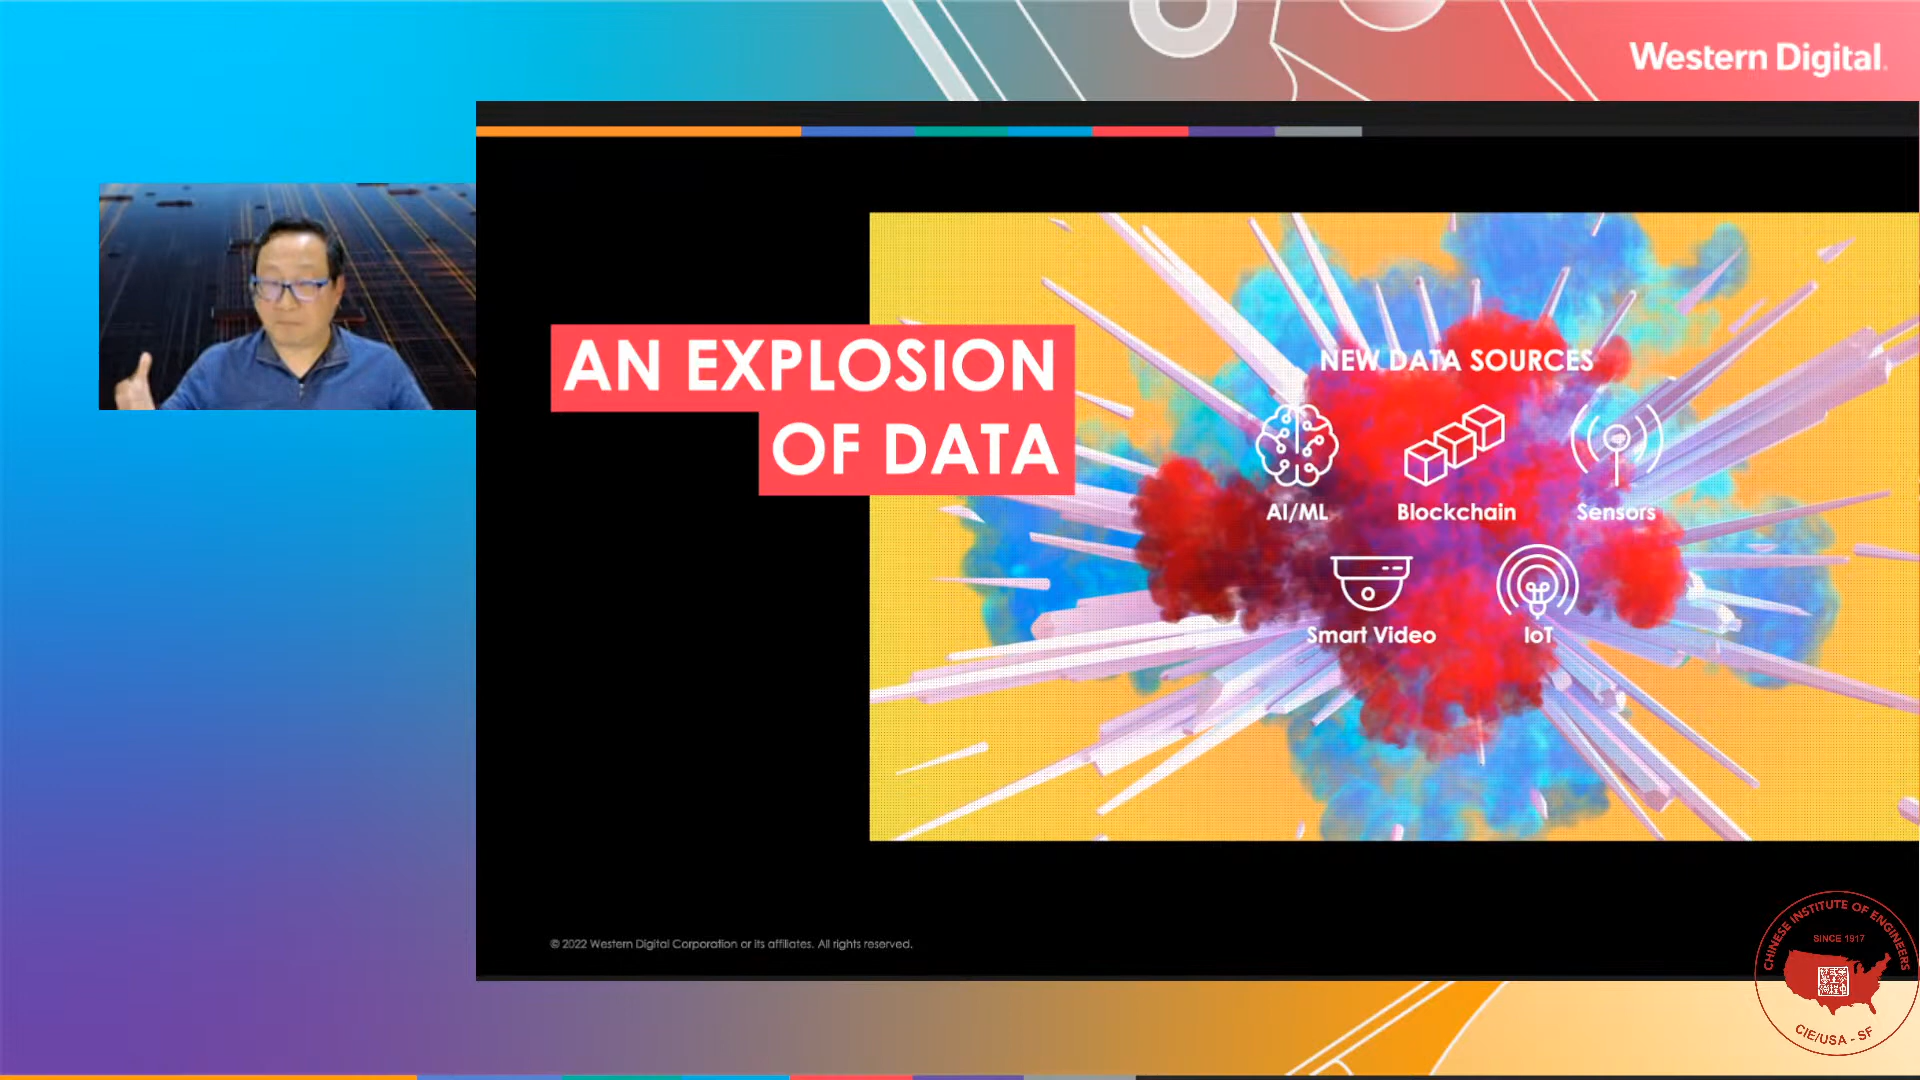 Western Digital.
AN EXPLOSION
OF DATA
NEW DATA SOURCES
AI/ML
Blockchain
Sensors
Smart Video
IoT
© 2022 Western Digital Corporation or its affiliates. All rights reserved.
CHINESE INSTITUTE OF ENGINEERS
SINCE 1917
CIE/USA - SF